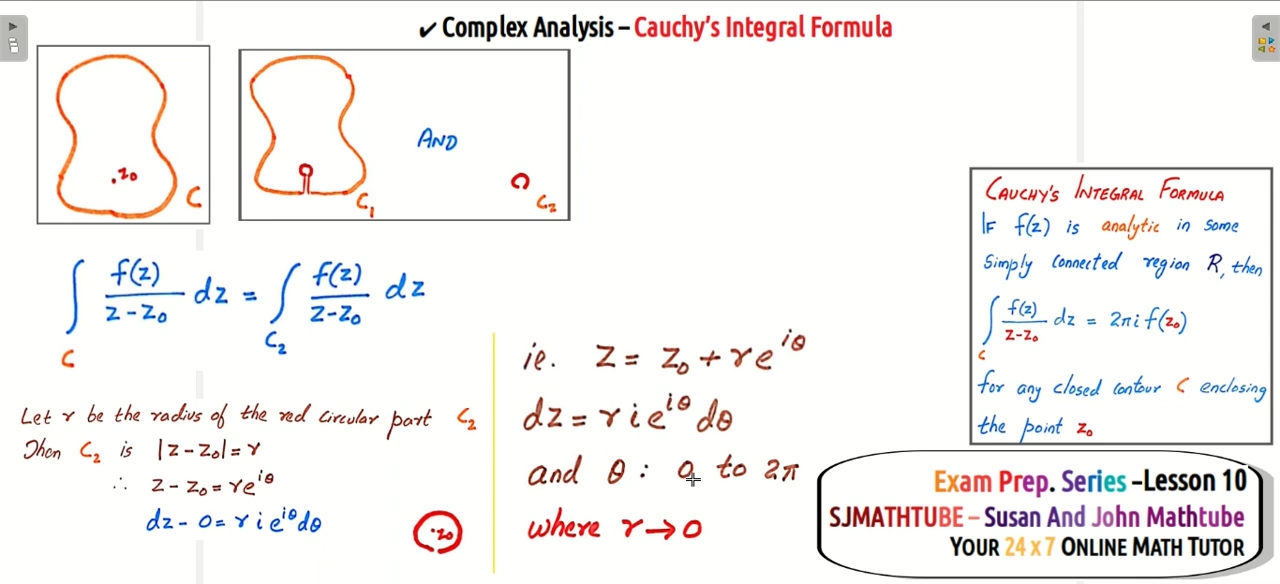 ✔ Complex Analysis – Cauchy's Integral Formula
.z₀
C
C₁
AND
C₂
∫_C f(z)/(z-z₀) dz = ∫_C₂ f(z)/(z-z₀) dz
Let r be the radius of the red circular part C₂
Then C₂ is |z-z₀|=r
∴ z-z₀=re^{iθ}
dz-0=rie^{iθ}dθ
.z₀
ie. z = z₀+re^{iθ}
dz = rie^{iθ}dθ
and θ: 0 to 2π
where r→0
CAUCHY'S INTEGRAL FORMULA
IF f(z) is analytic in some
simply connected region R, then
∫_C f(z)/(z-z₀) dz = 2πi f(z₀)
for any closed contour C enclosing
the point z₀
Exam Prep. Series –Lesson 10
SJMATHTUBE – Susan And John Mathtube
YOUR 24 x 7 ONLINE MATH TUTOR